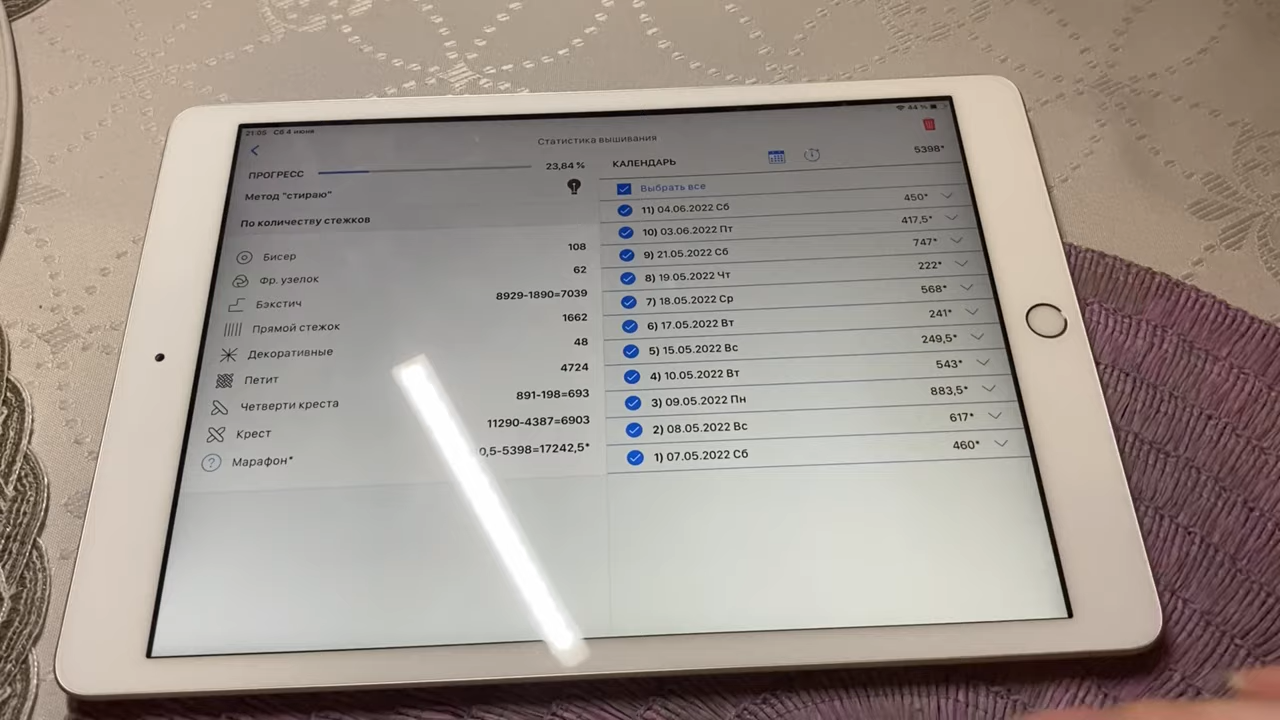 21:05 Сб 4 июня
44 %
Статистика вышивания
ПРОГРЕСС 23,84 %
Метод "стираю"
По количеству стежков
Бисер 108
Фр. узелок 62
Бэкстич 8929-1890=7039
Прямой стежок 1662
Декоративные 48
Петит 4724
Четверти креста 891-198=693
Крест 11290-4387=6903
Марафон* 0,5-5398=17242,5*
КАЛЕНДАРЬ 5398*
Выбрать все
11) 04.06.2022 Сб 450*
10) 03.06.2022 Пт 417,5*
9) 21.05.2022 Сб 747*
8) 19.05.2022 Чт 222*
7) 18.05.2022 Ср 568*
6) 17.05.2022 Вт 241*
5) 15.05.2022 Вс 249,5*
4) 10.05.2022 Вт 543*
3) 09.05.2022 Пн 883,5*
2) 08.05.2022 Вс 617*
1) 07.05.2022 Сб 460*